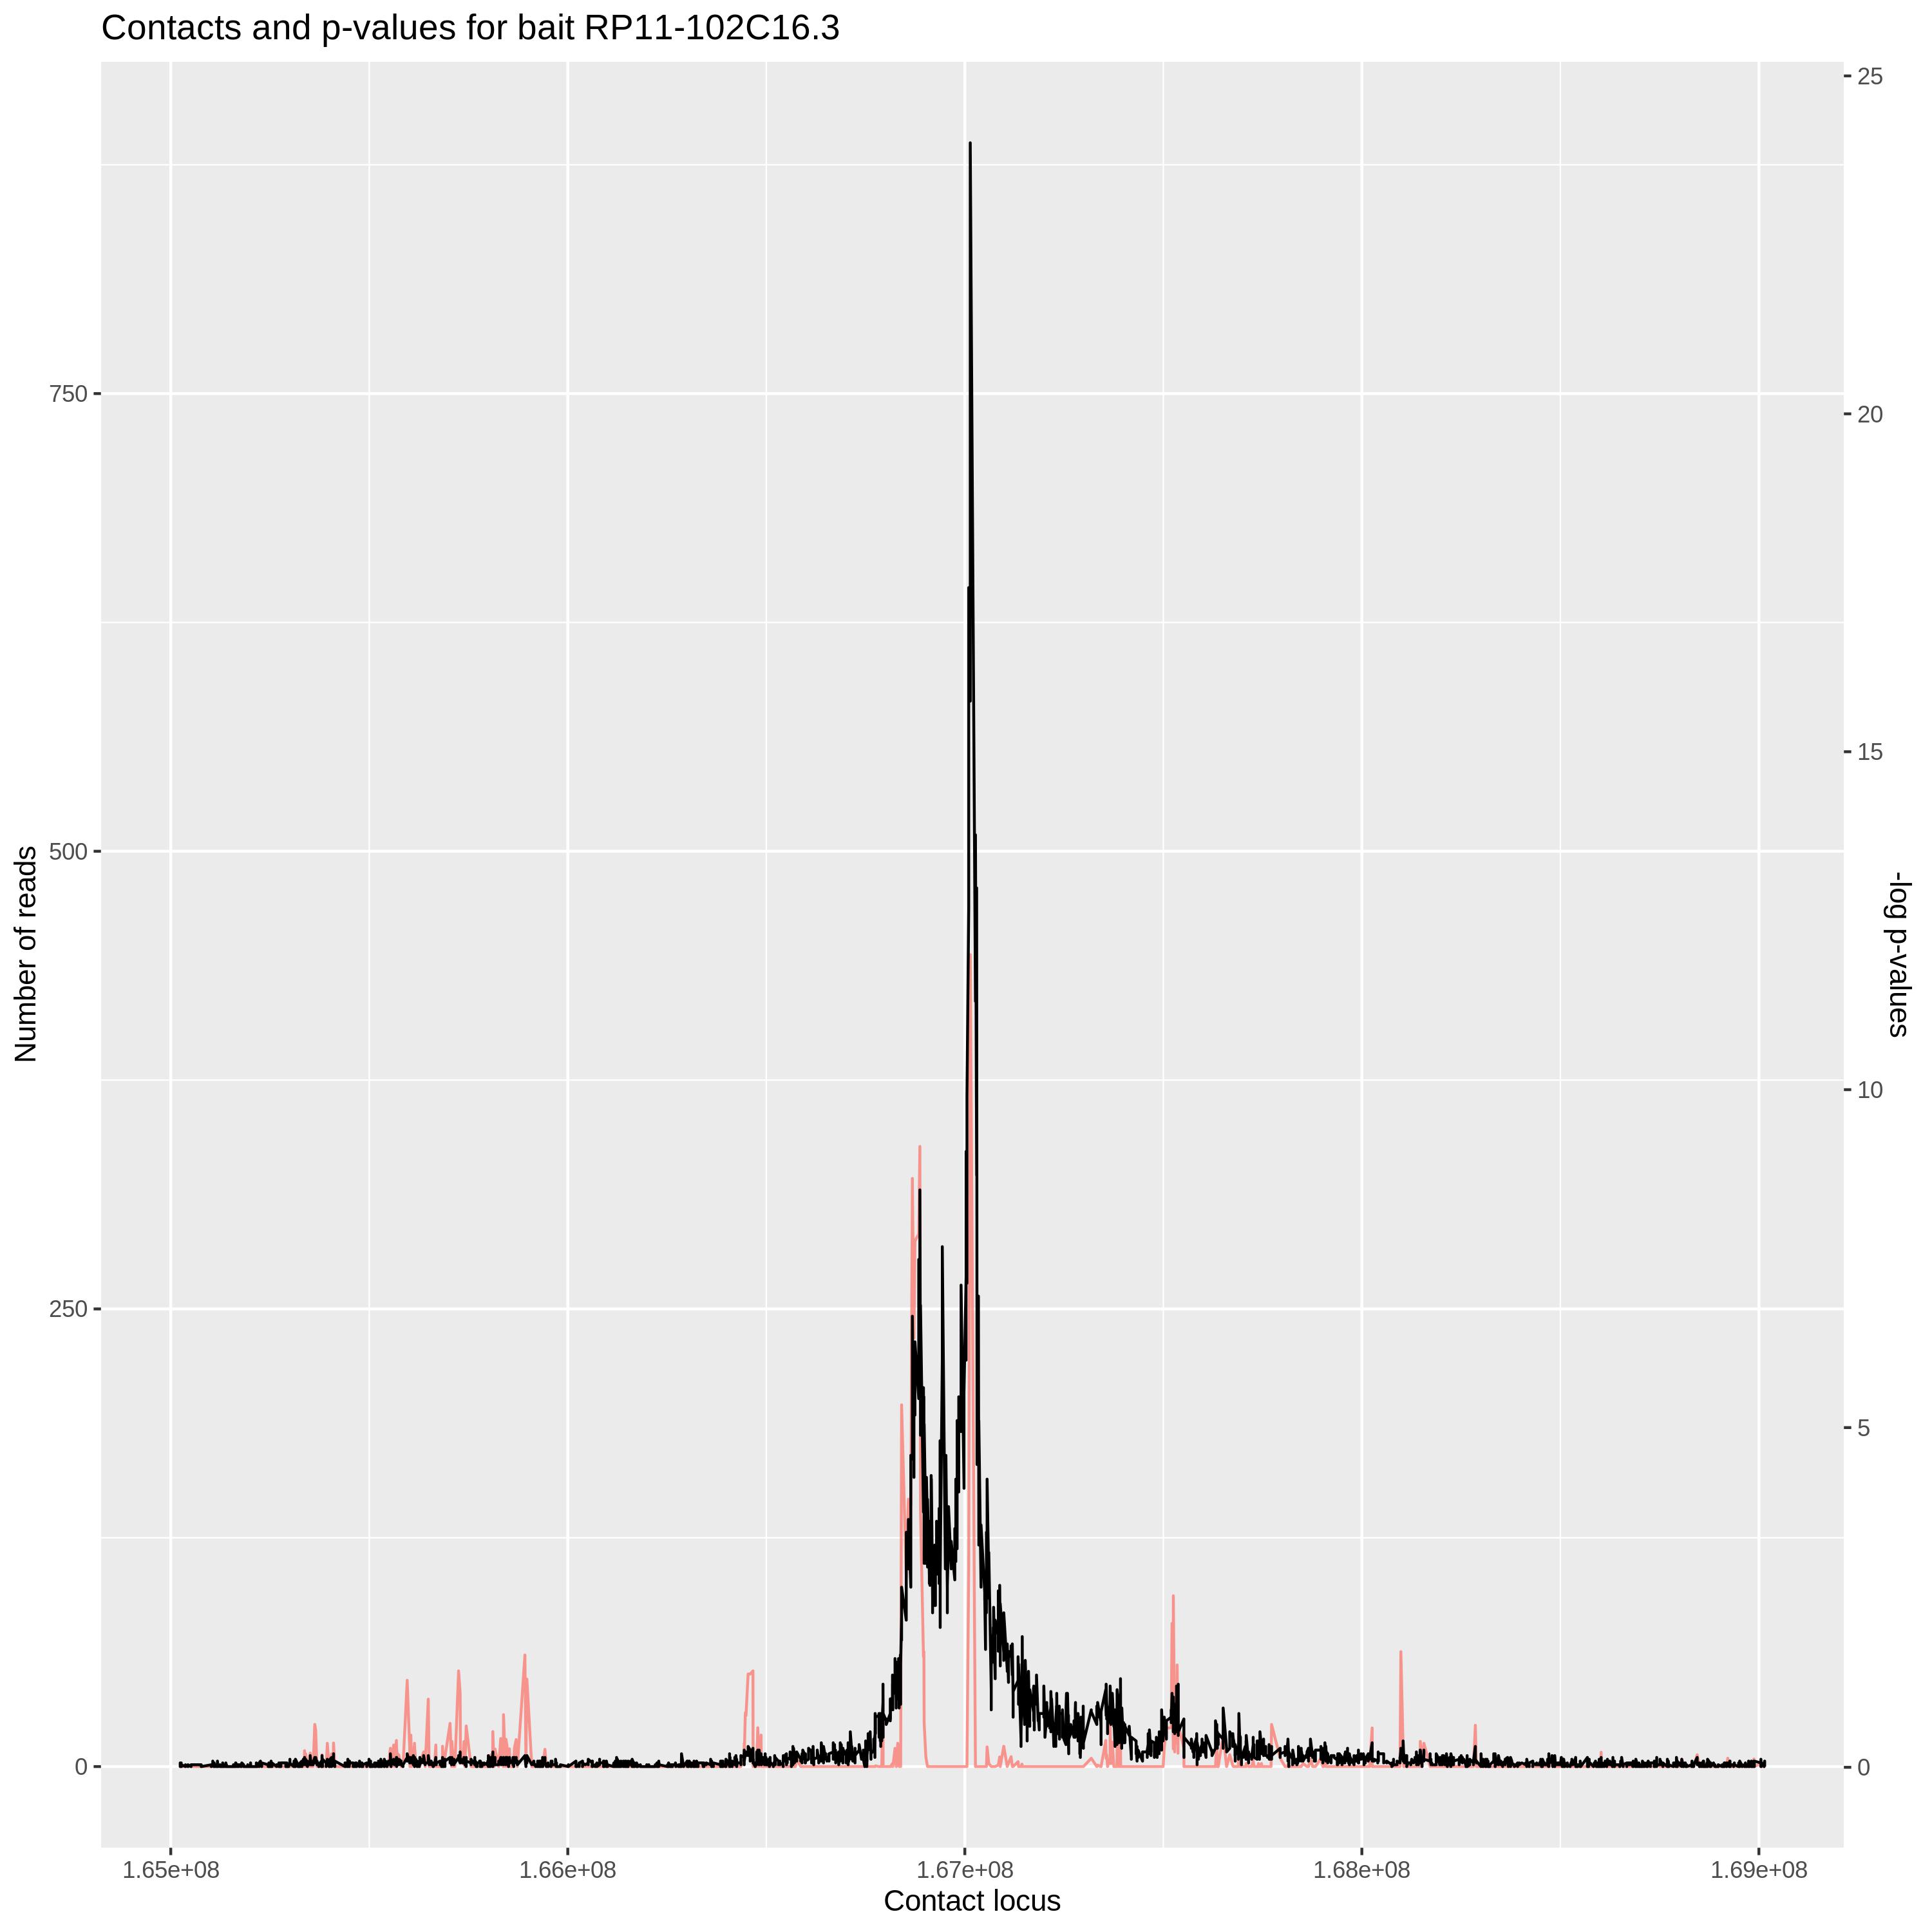 Contacts and p-values for bait RP11-102C16.3
Number of reads
750
500
250
0
25
20
15
10
5
0
-log p-values
1.65e+08 1.66e+08 1.67e+08 1.68e+08 1.69e+08
Contact locus